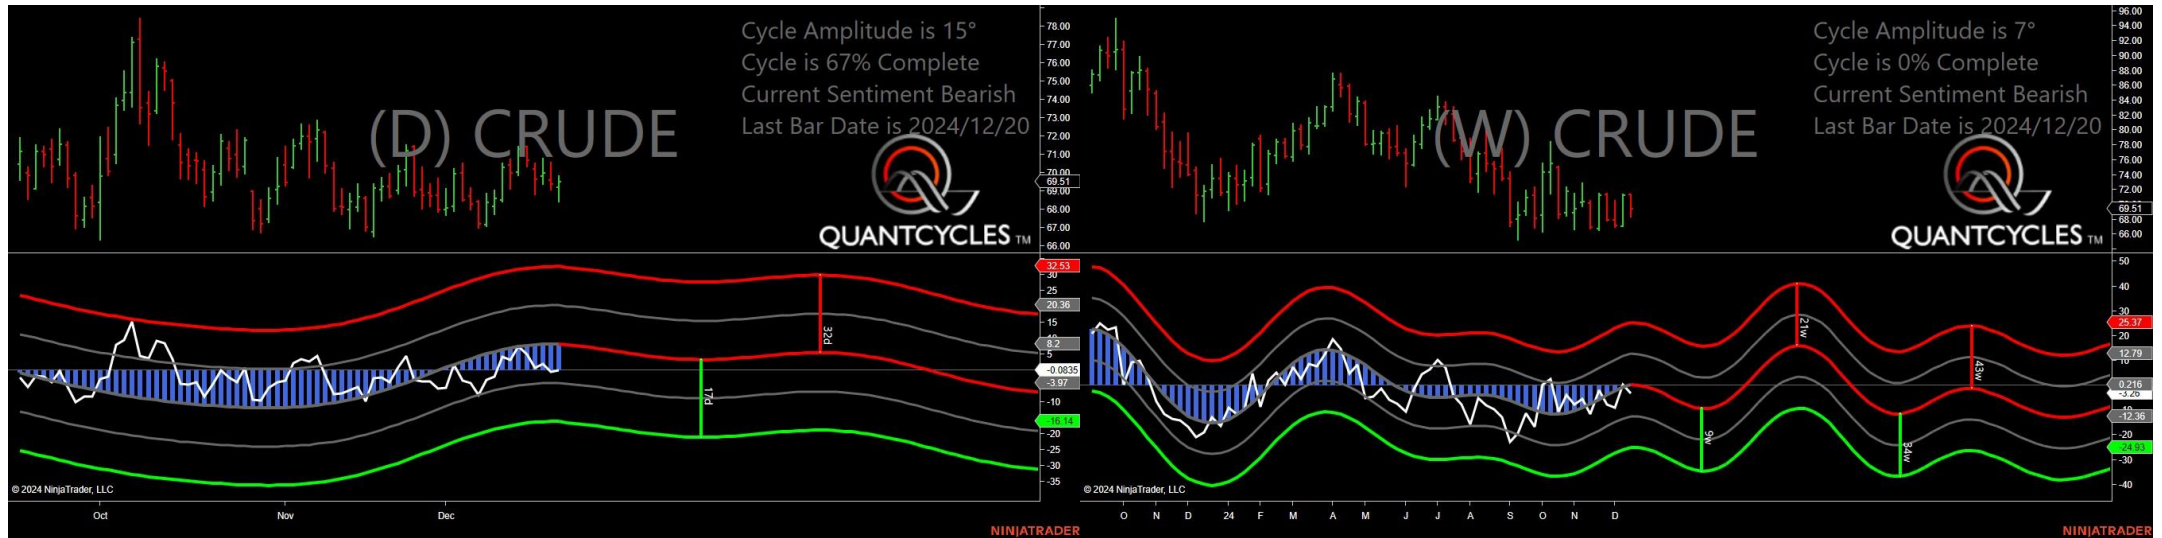 Cycle Amplitude is 15°
Cycle is 67% Complete
Current Sentiment Bearish
Last Bar Date is 2024/12/20
(D) CRUDE
QUANTCYCLES TM
78.00
77.00
76.00
75.00
74.00
73.00
72.00
71.00
70.00
69.51
69.00
68.00
67.00
66.00
32.53
30
25
20.36
15
8.2
5
-0.0835
-3.97
-10
-16.14
-20
-25
-30
-35
32d
17d
© 2024 NinjaTrader, LLC
Oct Nov Dec
NINJATRADER
Cycle Amplitude is 7°
Cycle is 0% Complete
Current Sentiment Bearish
Last Bar Date is 2024/12/20
(W) CRUDE
QUANTCYCLES TM
96.00
94.00
92.00
90.00
88.00
86.00
84.00
82.00
80.00
78.00
76.00
74.00
72.00
69.51
68.00
66.00
50
40
30
25.37
20
12.79
0.216
-3.26
-12.36
-20
-24.93
-30
-40
21w
43w
9w
34w
© 2024 NinjaTrader, LLC
O N D 24 F M A M J J A S O N D
NINJATRADER